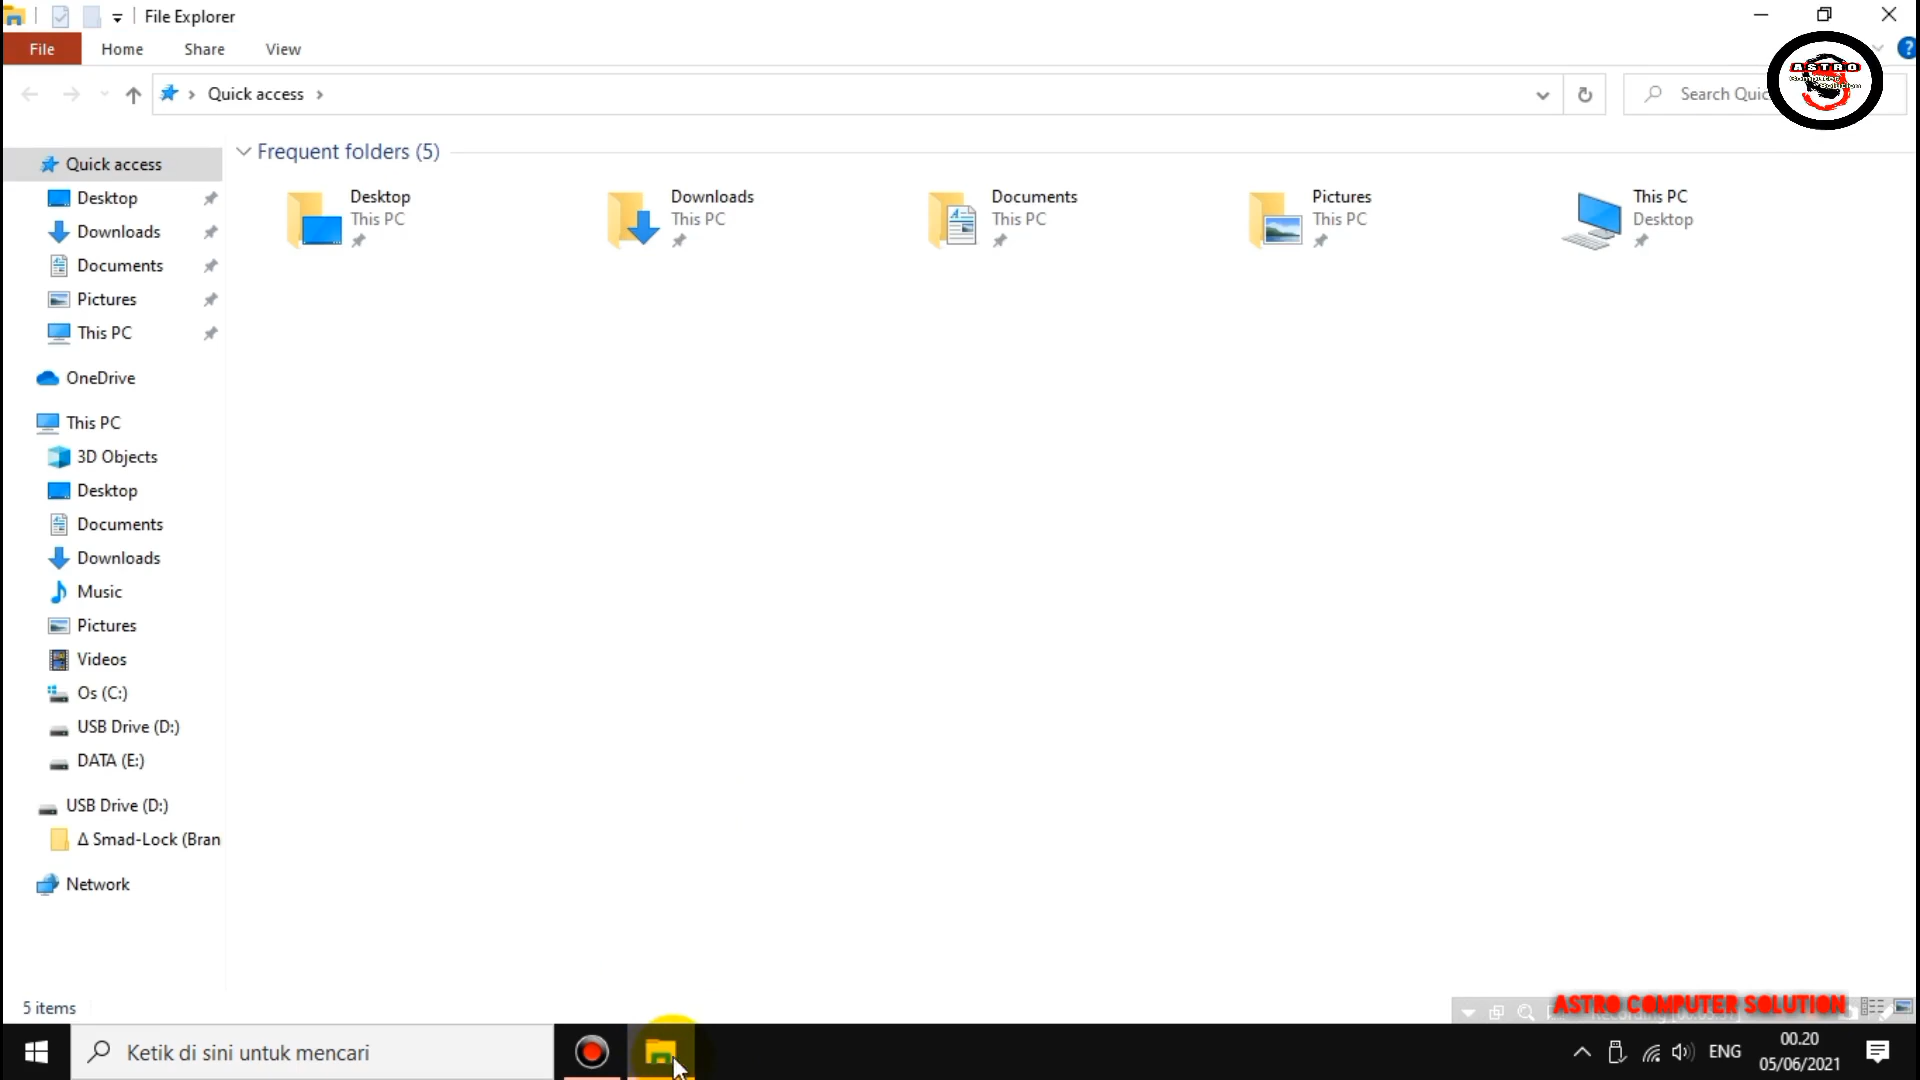 File Explorer
File
Home
Share
View
Quick access
Search Quic
ASTRO
Computer
Solution
Quick access
Desktop
Downloads
Documents
Pictures
This PC
OneDrive
This PC
3D Objects
Desktop
Documents
Downloads
Music
Pictures
Videos
Os (C:)
USB Drive (D:)
DATA (E:)
USB Drive (D:)
Δ Smad-Lock (Bran
Network
Frequent folders (5)
Desktop
This PC
Downloads
This PC
Documents
This PC
Pictures
This PC
This PC
Desktop
5 items
ASTRO COMPUTER SOLUTION
Ketik di sini untuk mencari
ENG
00.20
05/06/2021